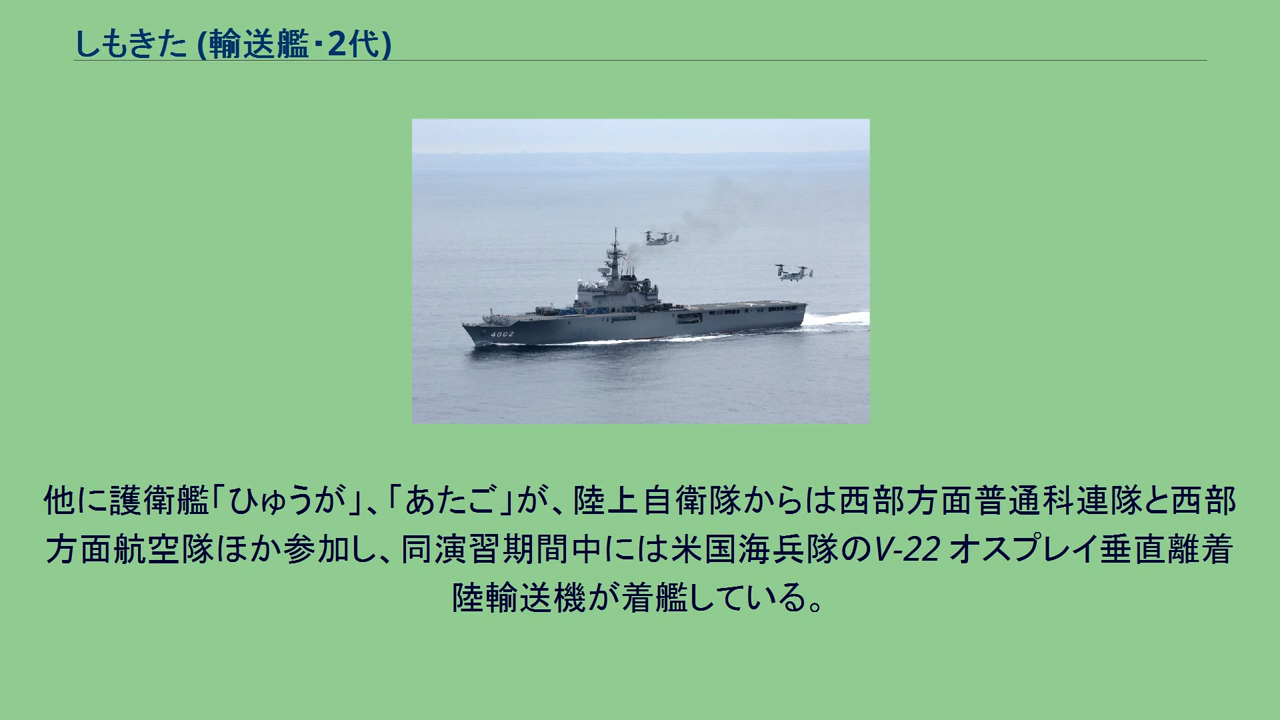 しもきた (輸送艦・2代)
4002
他に護衛艦「ひゅうが」、「あたご」が、陸上自衛隊からは西部方面普通科連隊と西部
方面航空隊ほか参加し、同演習期間中には米国海兵隊のV-22 オスプレイ垂直離着
陸輸送機が着艦している。